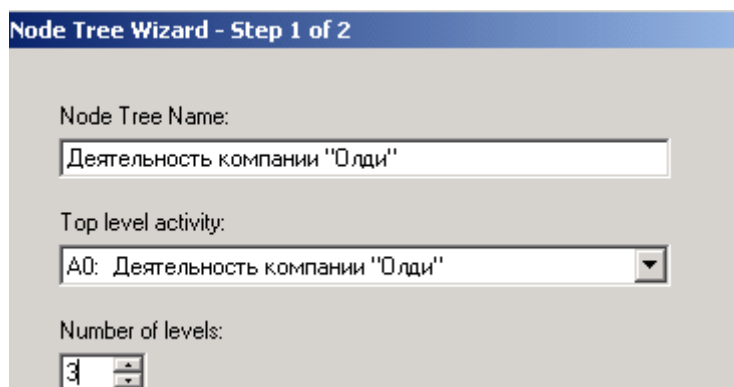 Node Tree Wizard - Step 1 of 2
Node Tree Name:
Деятельность компании "Олди"
Top level activity:
A0: Деятельность компании "Олди"
Number of levels:
3